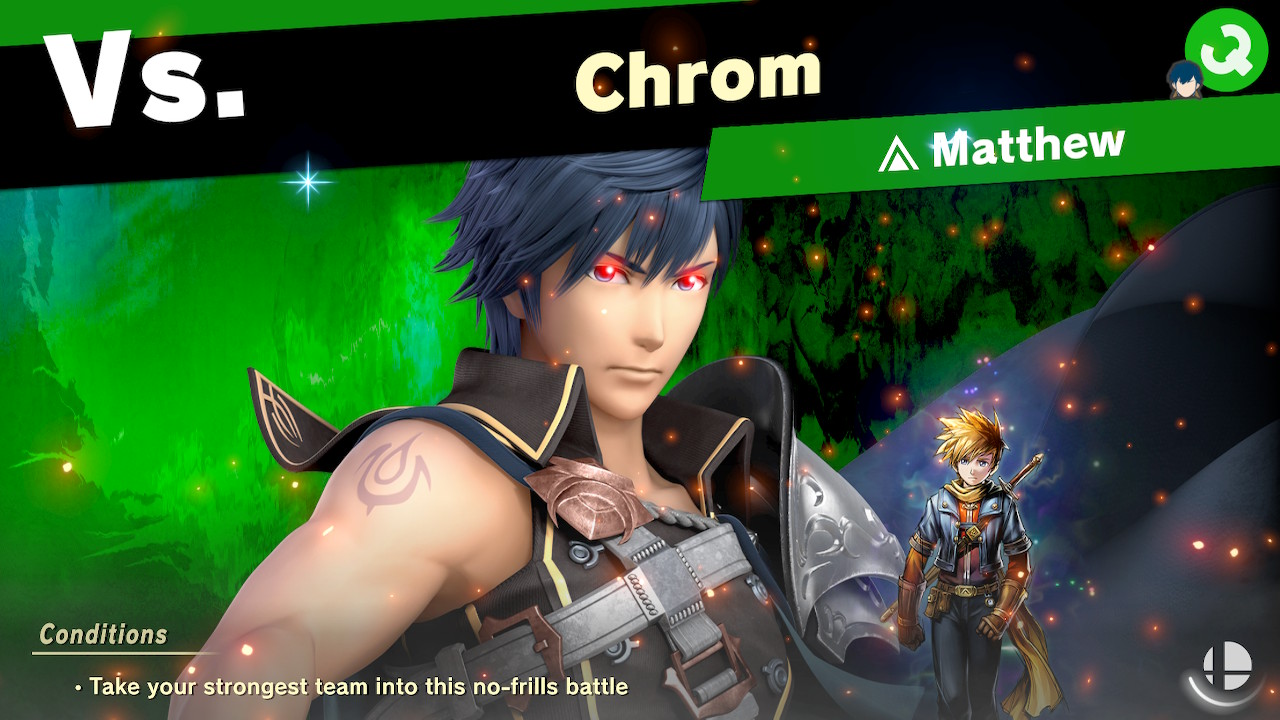 Vs.
Chrom
Matthew
Conditions
• Take your strongest team into this no-frills battle